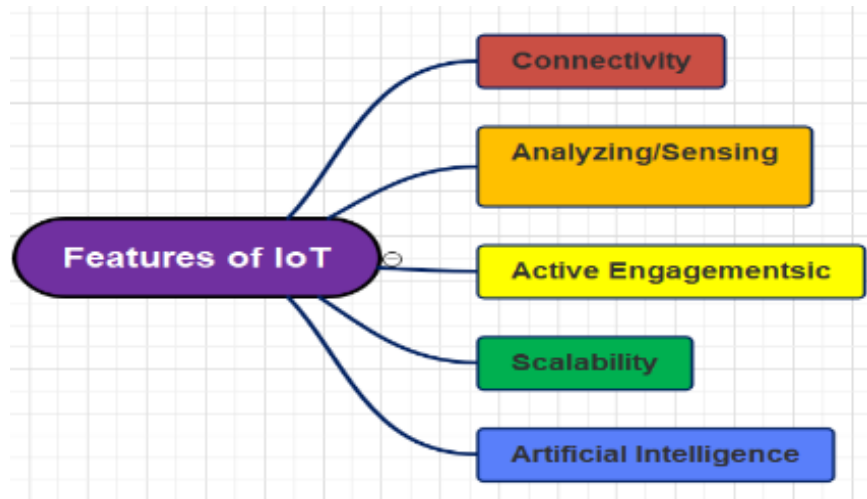 Connectivity
Analyzing/Sensing
Features of IoT
Active Engagementsic
Scalability
Artificial Intelligence